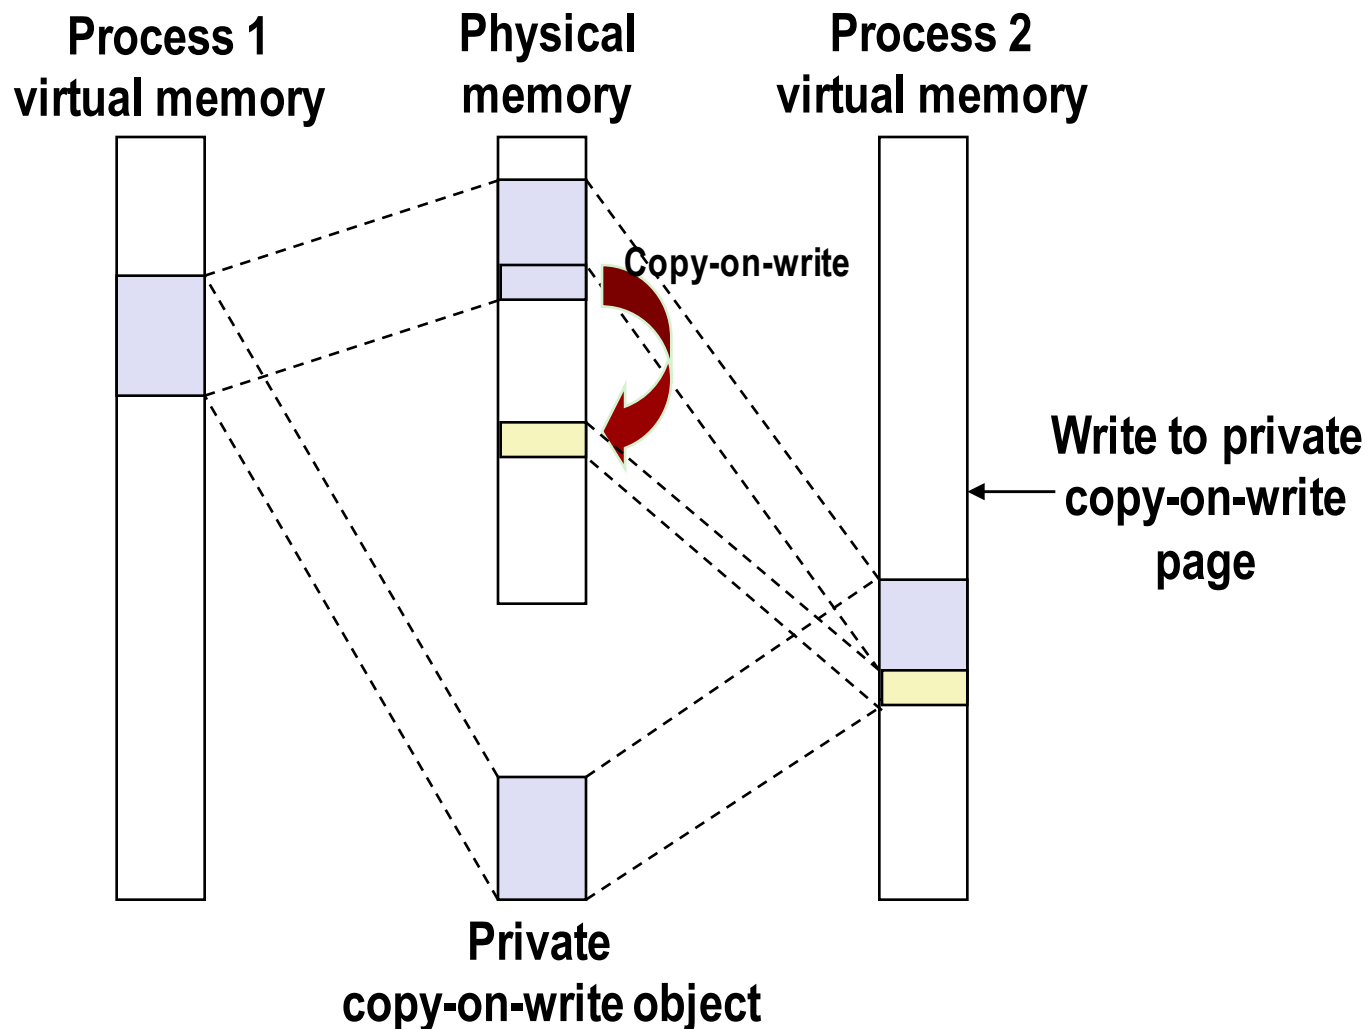 Process 1
virtual memory
Physical
memory
Process 2
virtual memory
Copy-on-write
Write to private
copy-on-write
page
Private
copy-on-write object